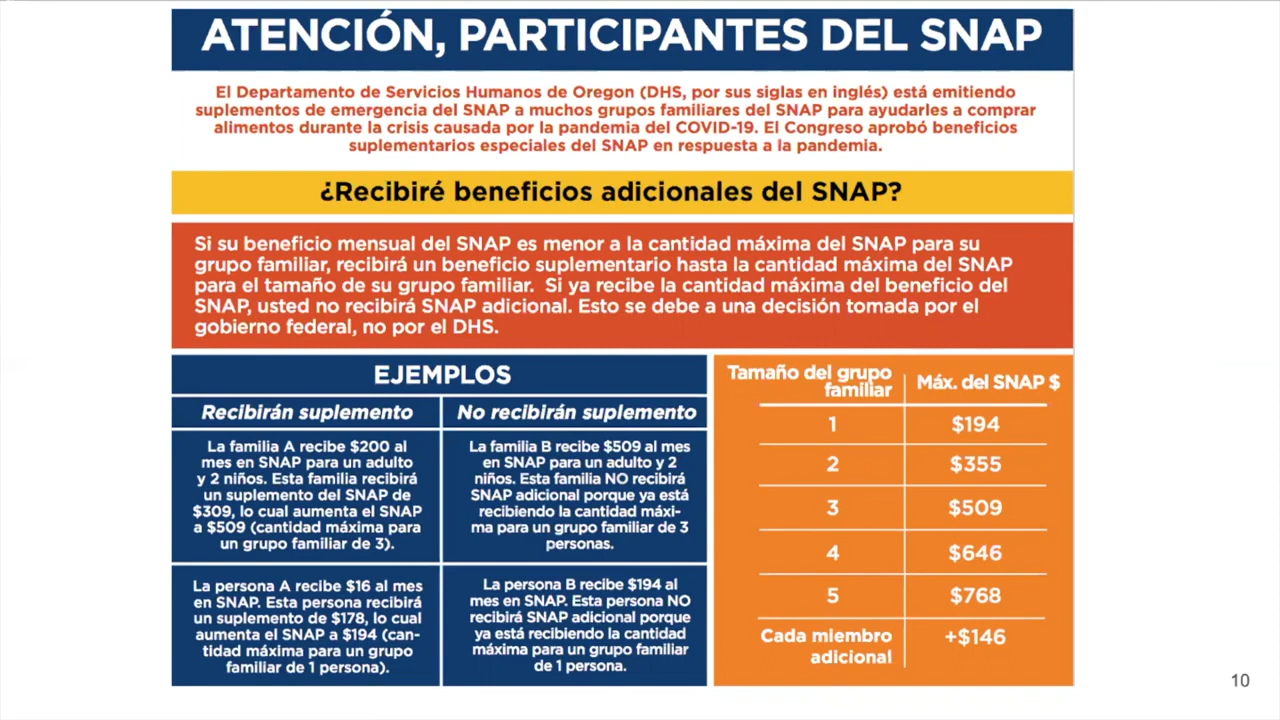 ATENCIÓN, PARTICIPANTES DEL SNAP
El Departamento de Servicios Humanos de Oregon (DHS, por sus siglas en inglés) está emitiendo
suplementos de emergencia del SNAP a muchos grupos familiares del SNAP para ayudarles a comprar
alimentos durante la crisis causada por la pandemia del COVID-19. El Congreso aprobó beneficios
suplementarios especiales del SNAP en respuesta a la pandemia.
¿Recibiré beneficios adicionales del SNAP?
Si su beneficio mensual del SNAP es menor a la cantidad máxima del SNAP para su
grupo familiar, recibirá un beneficio suplementario hasta la cantidad máxima del SNAP
para el tamaño de su grupo familiar. Si ya recibe la cantidad máxima del beneficio del
SNAP, usted no recibirá SNAP adicional. Esto se debe a una decisión tomada por el
gobierno federal, no por el DHS.
EJEMPLOS
Recibirán suplemento
La familia A recibe $200 al
mes en SNAP para un adulto
y 2 niños. Esta familia recibirá
un suplemento del SNAP de
$309, lo cual aumenta el SNAP
a $509 (cantidad máxima para
un grupo familiar de 3).
La persona A recibe $16 al mes
en SNAP. Esta persona recibirá
un suplemento de $178, lo cual
aumenta el SNAP a $194 (can-
tidad máxima para un grupo
familiar de 1 persona).
No recibirán suplemento
La familia B recibe $509 al mes
en SNAP para un adulto y 2
niños. Esta familia NO recibirá
SNAP adicional porque ya está
recibiendo la cantidad máxi-
ma para un grupo familiar de 3
personas.
La persona B recibe $194 al
mes en SNAP. Esta persona NO
recibirá SNAP adicional porque
ya está recibiendo la cantidad
máxima para un grupo familiar
de 1 persona.
Tamaño del grupo
familiar
Máx. del SNAP $
1 $194
2 $355
3 $509
4 $646
5 $768
Cada miembro
adicional
+$146
10